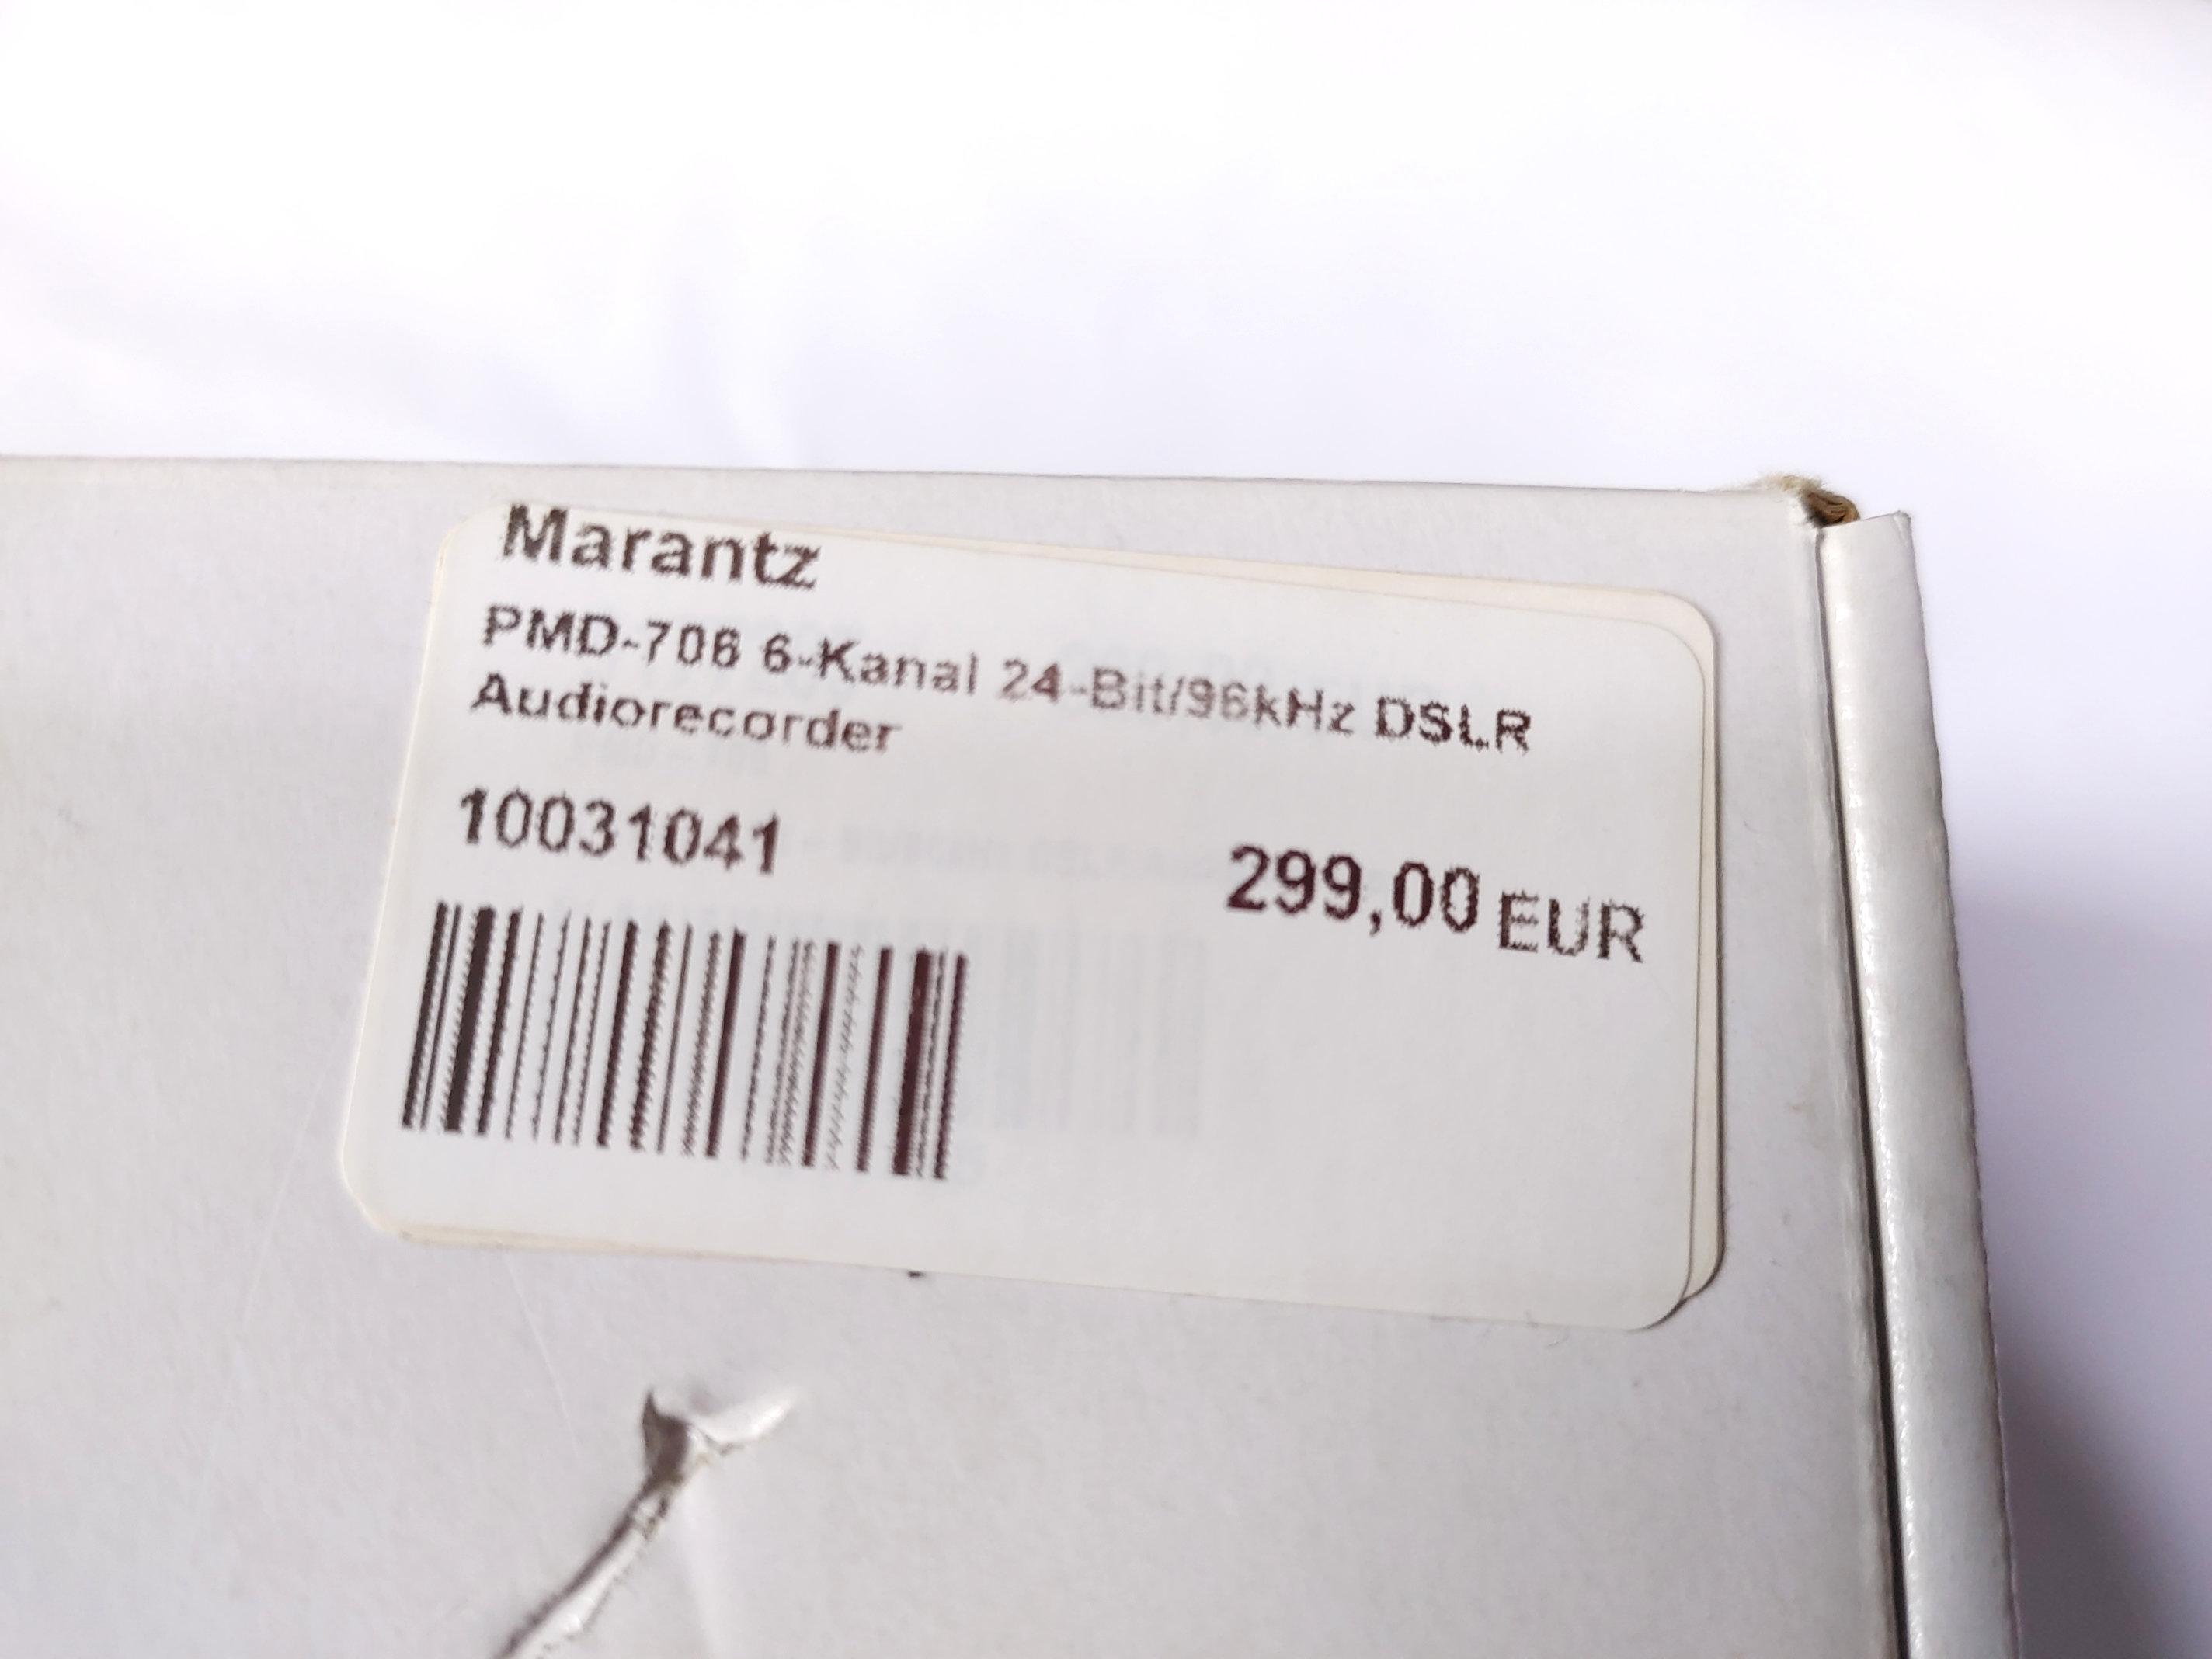 Marantz
PMD-706 6-Kanal 24-Bit/96kHz DSLR
Audiorecorder
10031041
299,00 EUR